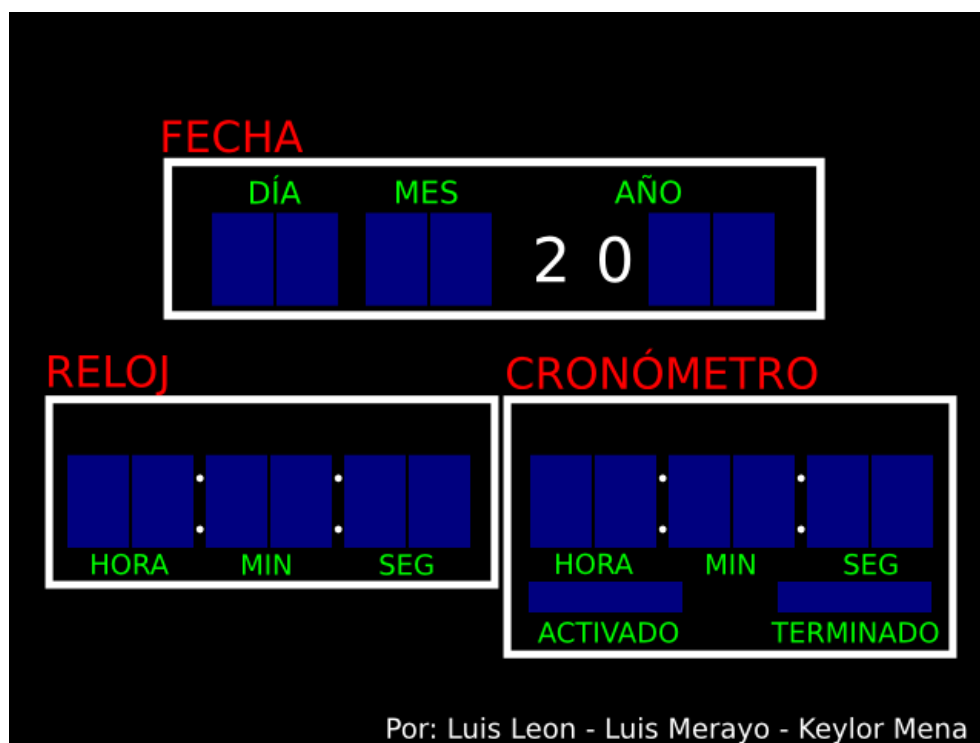 FECHA
DÍA MES AÑO
2 0
RELOJ
CRONÓMETRO
: :
HORA MIN SEG
: :
HORA MIN SEG
ACTIVADO TERMINADO
Por: Luis Leon - Luis Merayo - Keylor Mena